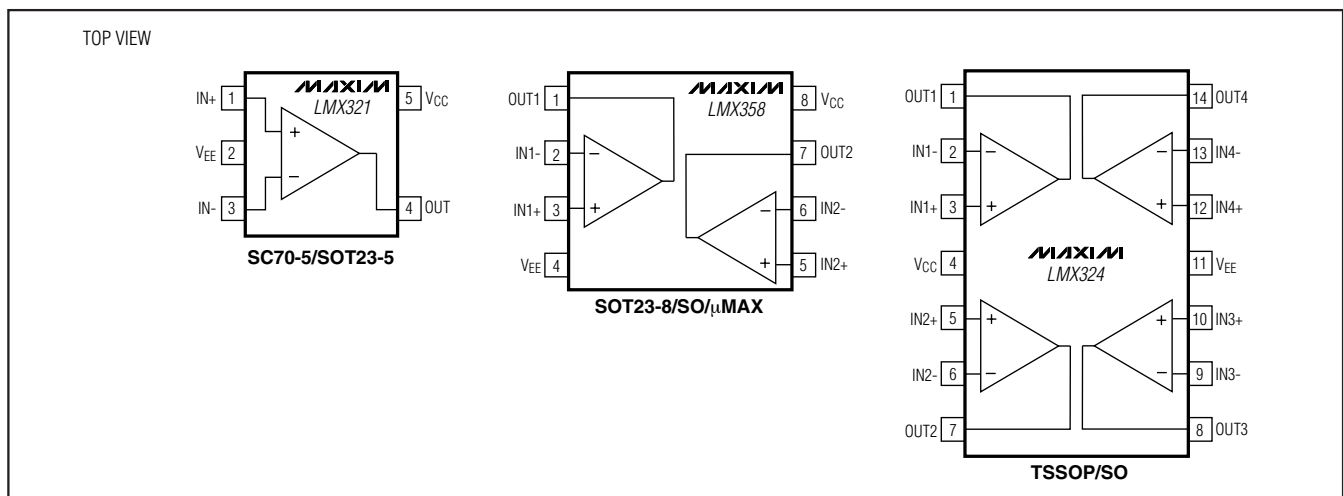 TOP VIEW
MAXIM
LMX321
IN+ 1
VEE 2
IN- 3
5 VCC
4 OUT
+
−
SC70-5/SOT23-5
MAXIM
LMX358
OUT1 1
IN1- 2
IN1+ 3
VEE 4
8 VCC
7 OUT2
6 IN2-
5 IN2+
−
+
−
+
SOT23-8/SO/μMAX
OUT1 1
IN1- 2
IN1+ 3
VCC 4
IN2+ 5
IN2- 6
OUT2 7
14 OUT4
13 IN4-
12 IN4+
11 VEE
10 IN3+
9 IN3-
8 OUT3
−
+
−
+
MAXIM
LMX324
+
−
+
−
TSSOP/SO